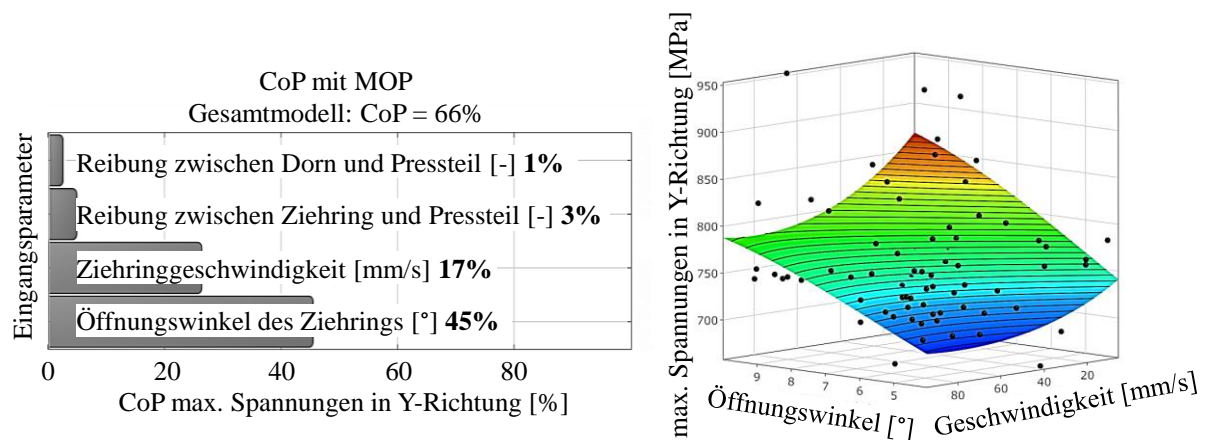 CoP mit MOP
Gesamtmodell: CoP = 66%
Eingangsparameter
Reibung zwischen Dorn und Pressteil [-] 1%
Reibung zwischen Ziehring und Pressteil [-] 3%
Ziehringgeschwindigkeit [mm/s] 17%
Öffnungswinkel des Ziehrings [°] 45%
0 20 40 60 80
CoP max. Spannungen in Y-Richtung [%]
max. Spannungen in Y-Richtung [MPa]
950
900
850
800
750
700
9 8 7 6 5 80 60 40 20
Öffnungswinkel [°] Geschwindigkeit [mm/s]